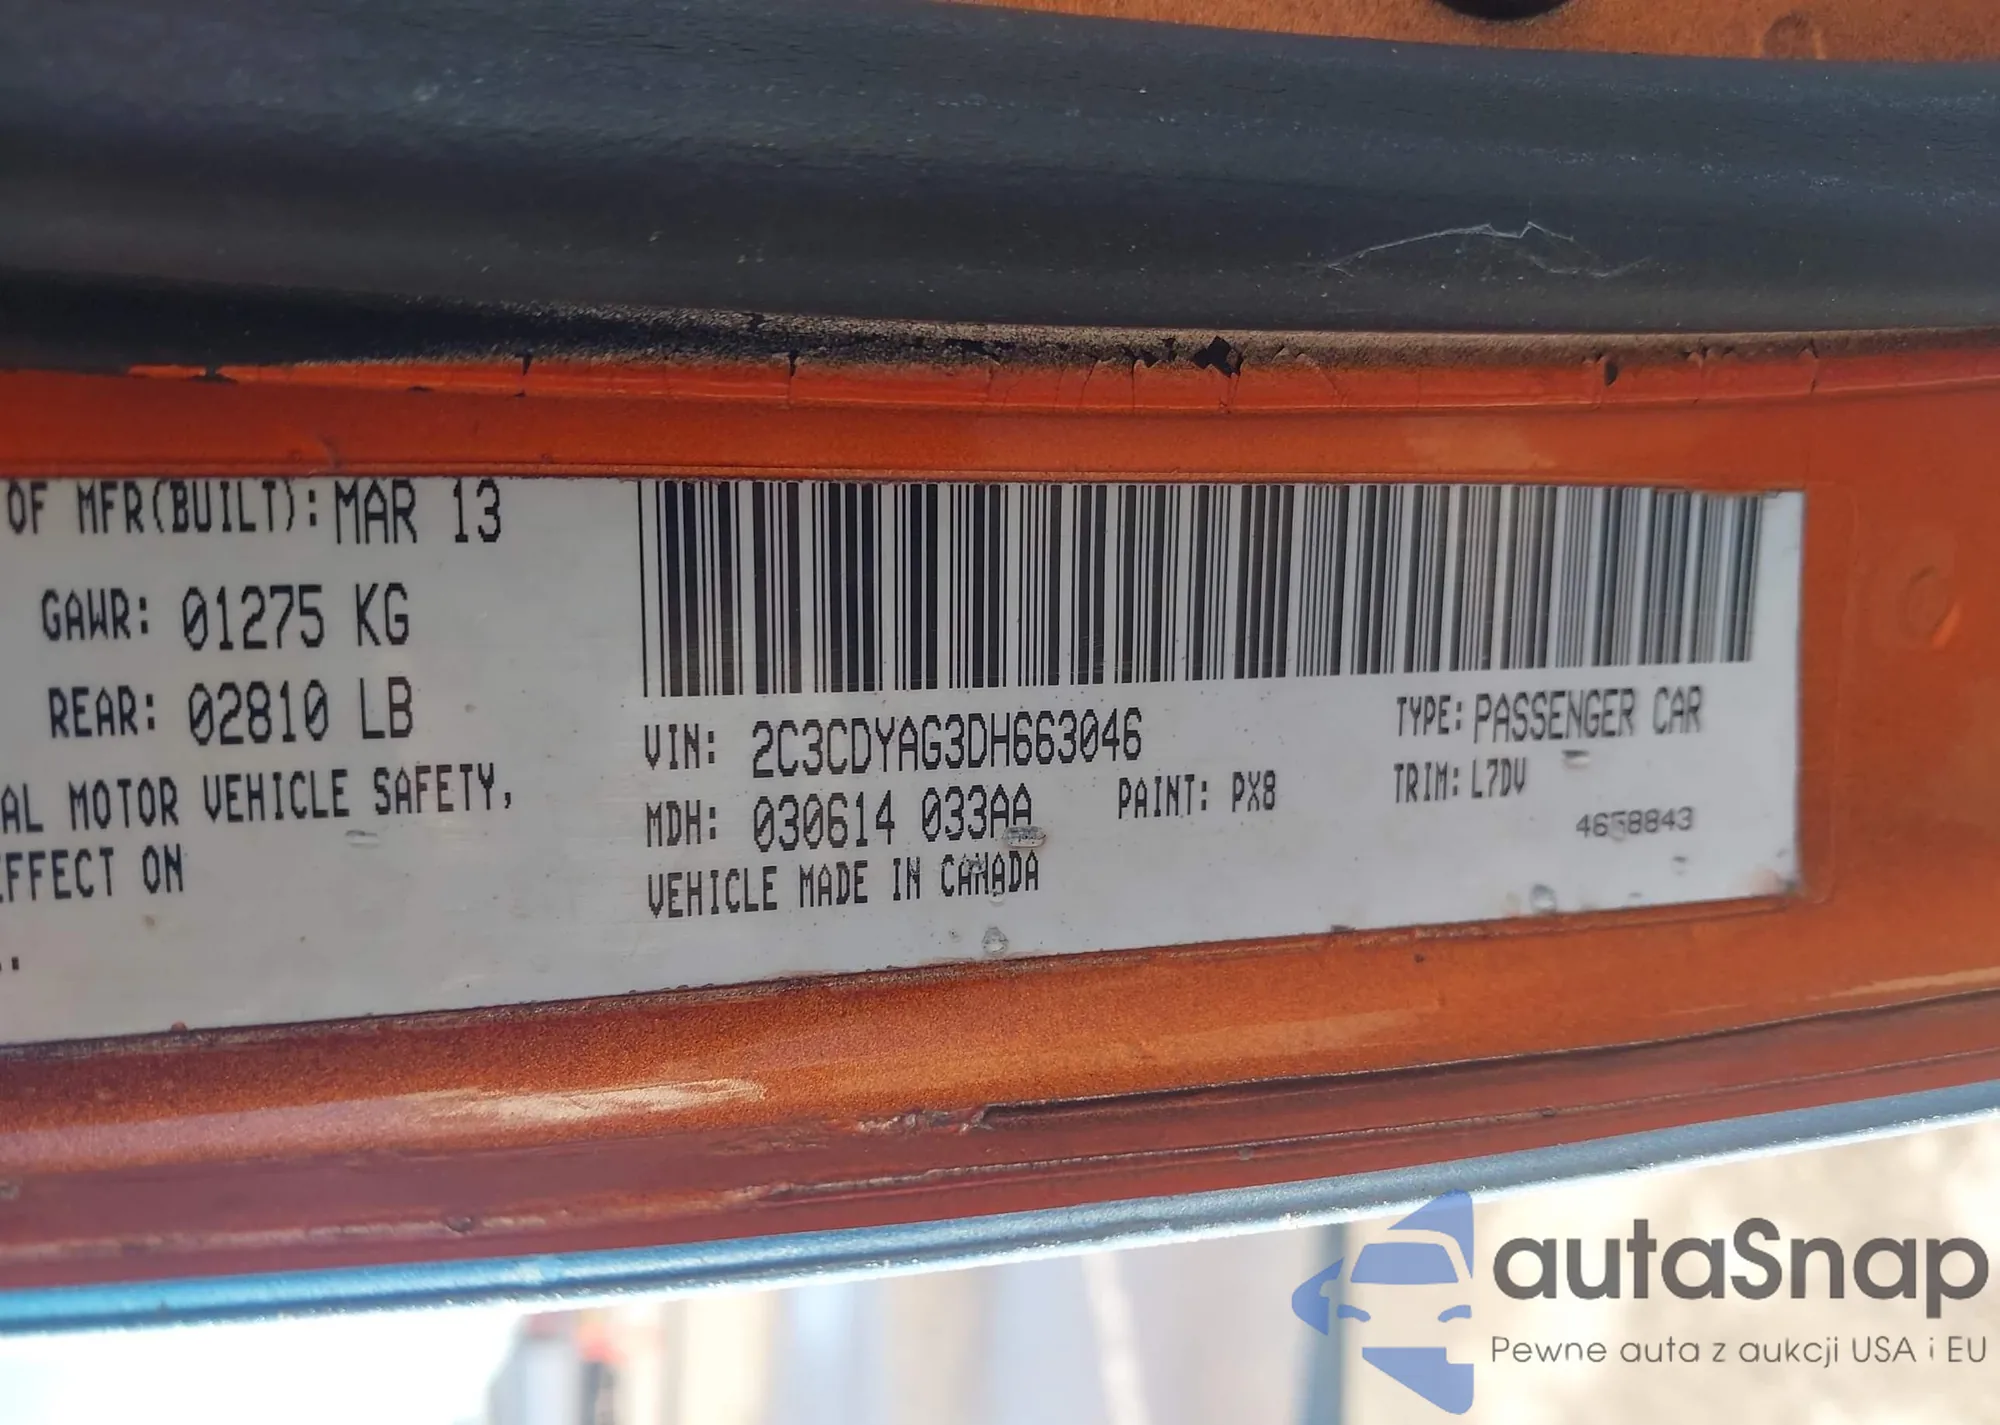 OF MFR(BUILT): MAR 13
GAWR: 01275 KG
REAR: 02810 LB
AL MOTOR VEHICLE SAFETY,
EFFECT ON
VIN: 2C3CDYAG3DH663046
TYPE: PASSENGER CAR
MDH: 030614 033AA
PAINT: PX8
TRIM: L7DV
VEHICLE MADE IN CANADA
autaSnap
Pewne auta z aukcji USA i EU